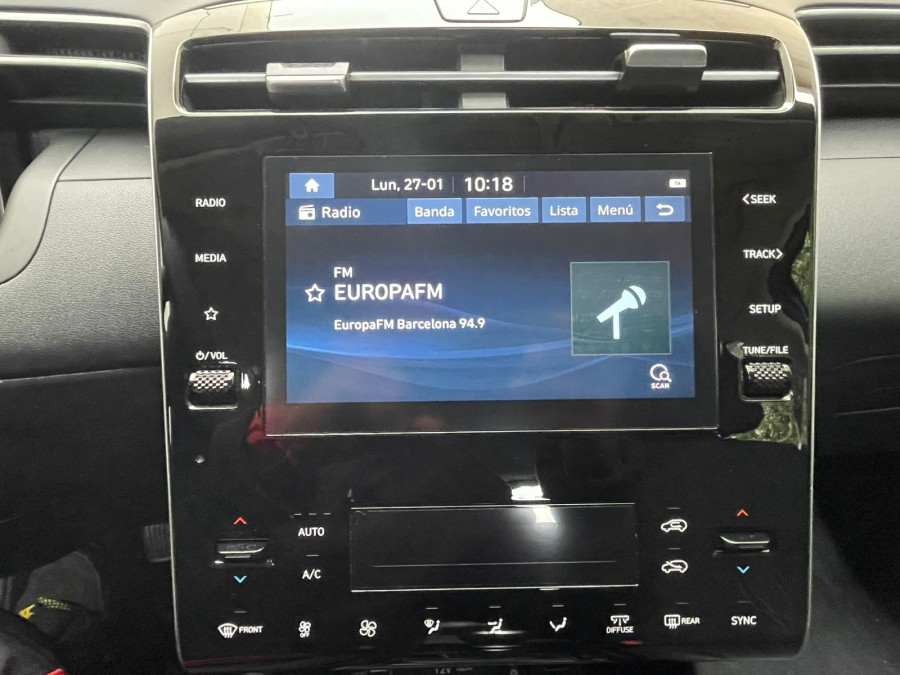 Lun, 27-01 10:18
Radio Banda Favoritos Lista Menú
FM
EUROPAFM
EuropaFM Barcelona 94.9
SCAN
RADIO
MEDIA
VOL
< SEEK
TRACK >
SETUP
TUNE/FILE
AUTO
A/C
FRONT
OFF
DIFFUSE
REAR
SYNC
12V